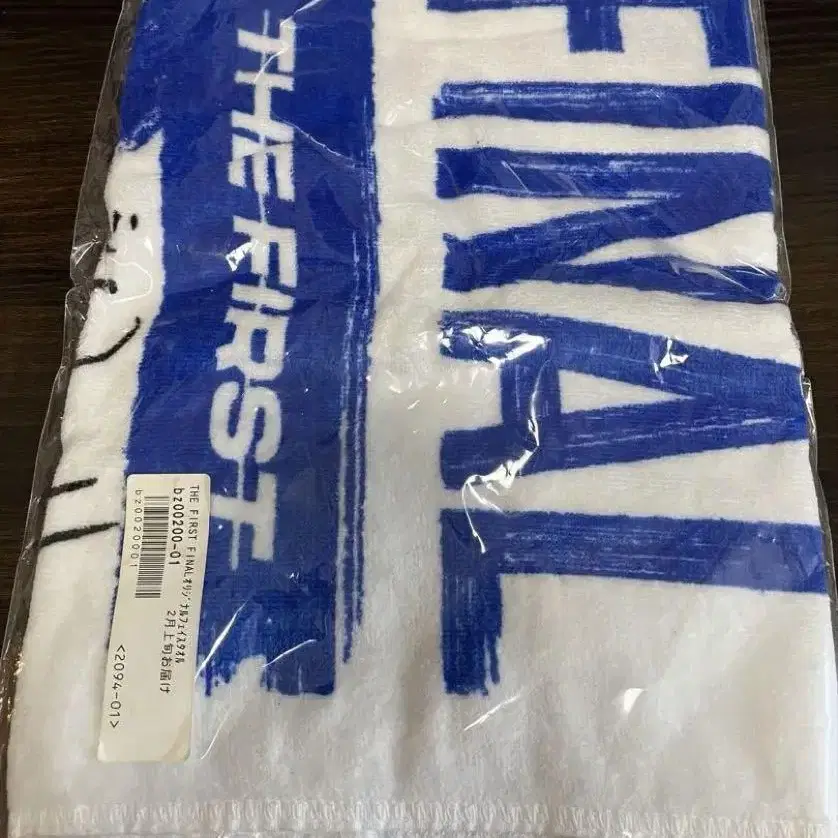 THE FIRST
FINAL
THE FIRST FINALオリジナルフェイスタオル
bz00200-01
2月上旬お届け
bz0020001
<2094-01>